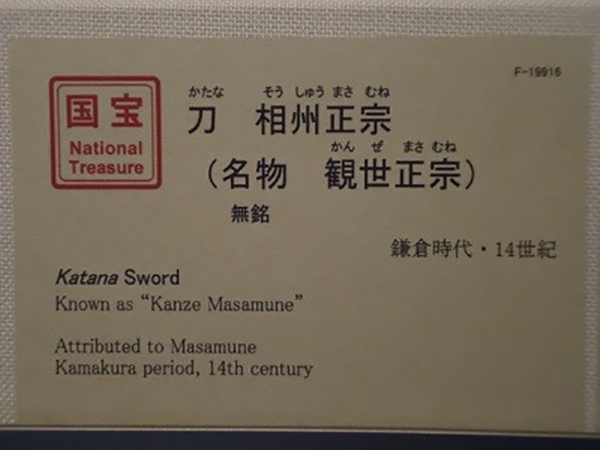 F-19916
国宝
National
Treasure
かたな そう しゅう まさ むね
刀 相州正宗
かん ぜ まさ むね
（名物 観世正宗）
無銘
鎌倉時代・14世紀
Katana Sword
Known as “Kanze Masamune”
Attributed to Masamune
Kamakura period, 14th century